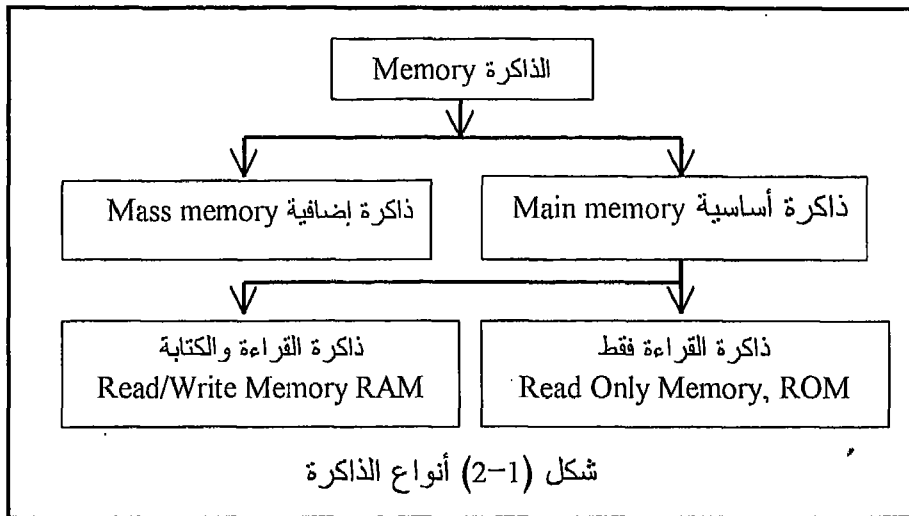 الذاكرة Memory
ذاكرة أساسية Main memory
ذاكرة إضافية Mass memory
ذاكرة القراءة فقط
Read Only Memory, ROM
ذاكرة القراءة والكتابة
Read/Write Memory RAM
شكل (1-2) أنواع الذاكرة